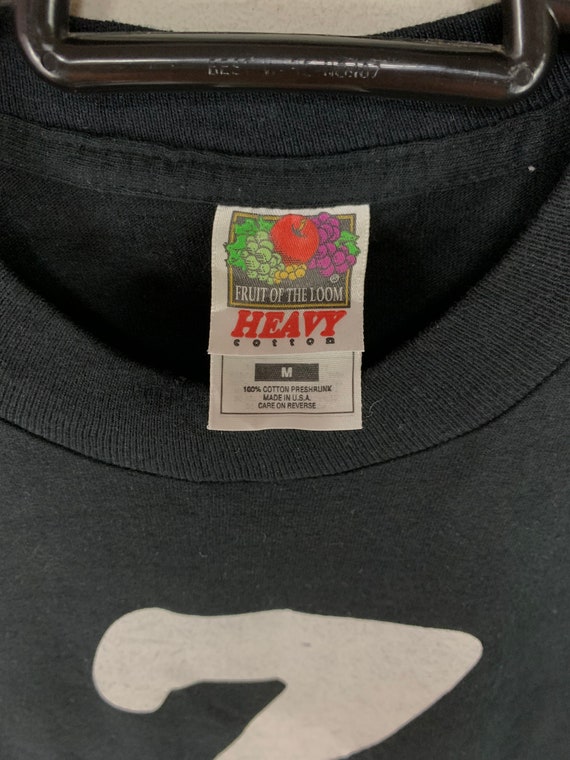 FRUIT OF THE LOOM
®
HEAVY
cotton
M
100% COTTON PRESHRUNK
MADE IN U.S.A.
CARE ON REVERSE